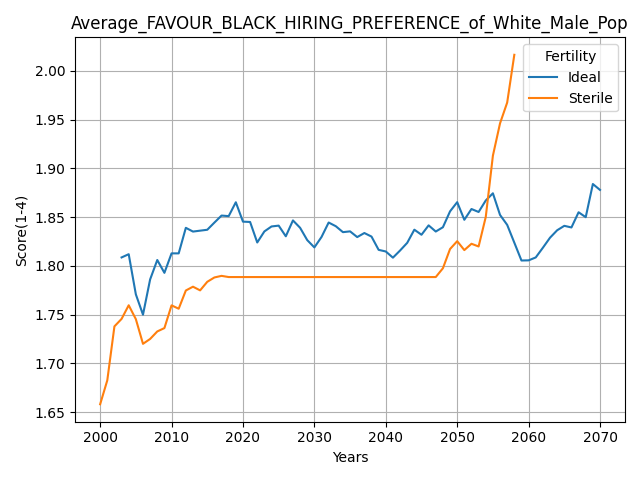 Average_FAVOUR_BLACK_HIRING_PREFERENCE_of_White_Male_Pop
Score(1-4)
2.00
1.95
1.90
1.85
1.80
1.75
1.70
1.65
Fertility
Ideal
Sterile
2000 2010 2020 2030 2040 2050 2060 2070
Years